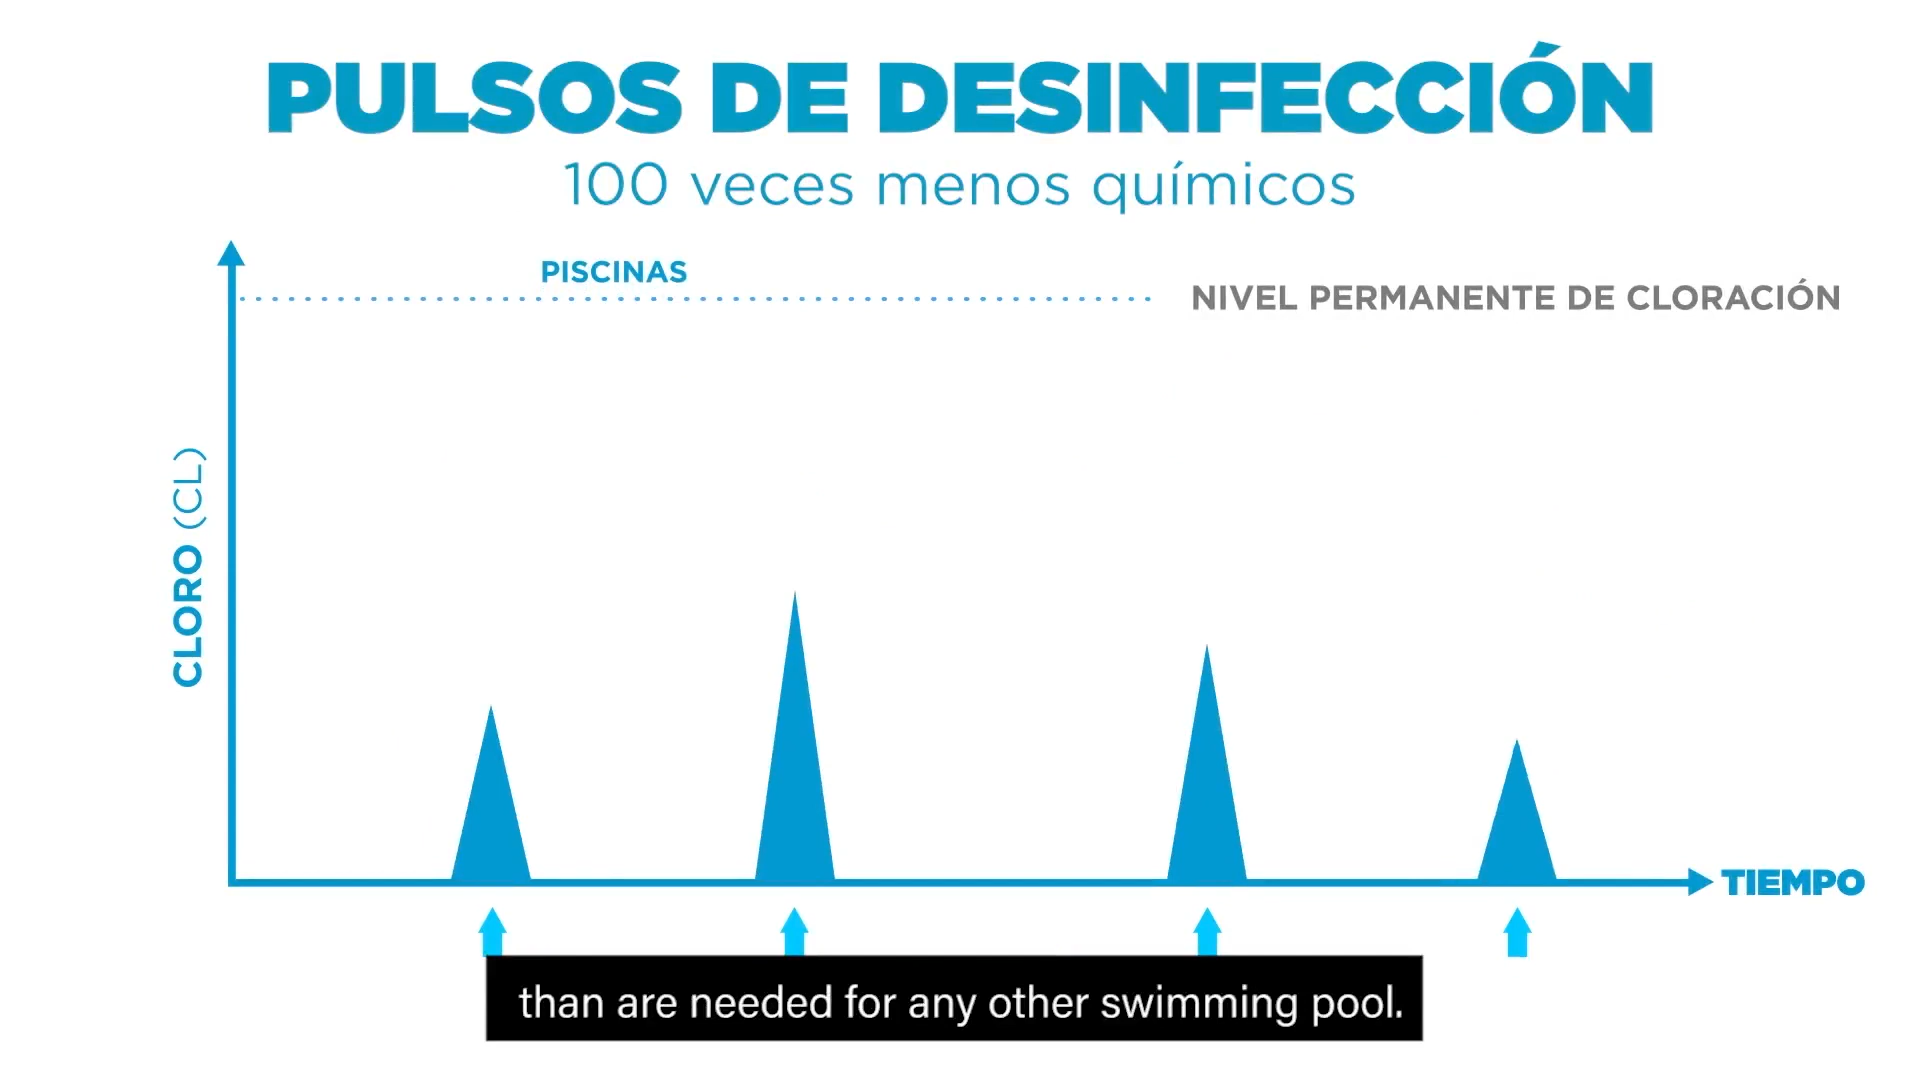 PULSOS DE DESINFECCIÓN
100 veces menos químicos
PISCINAS
NIVEL PERMANENTE DE CLORACIÓN
CLORO (CL)
TIEMPO
than are needed for any other swimming pool.